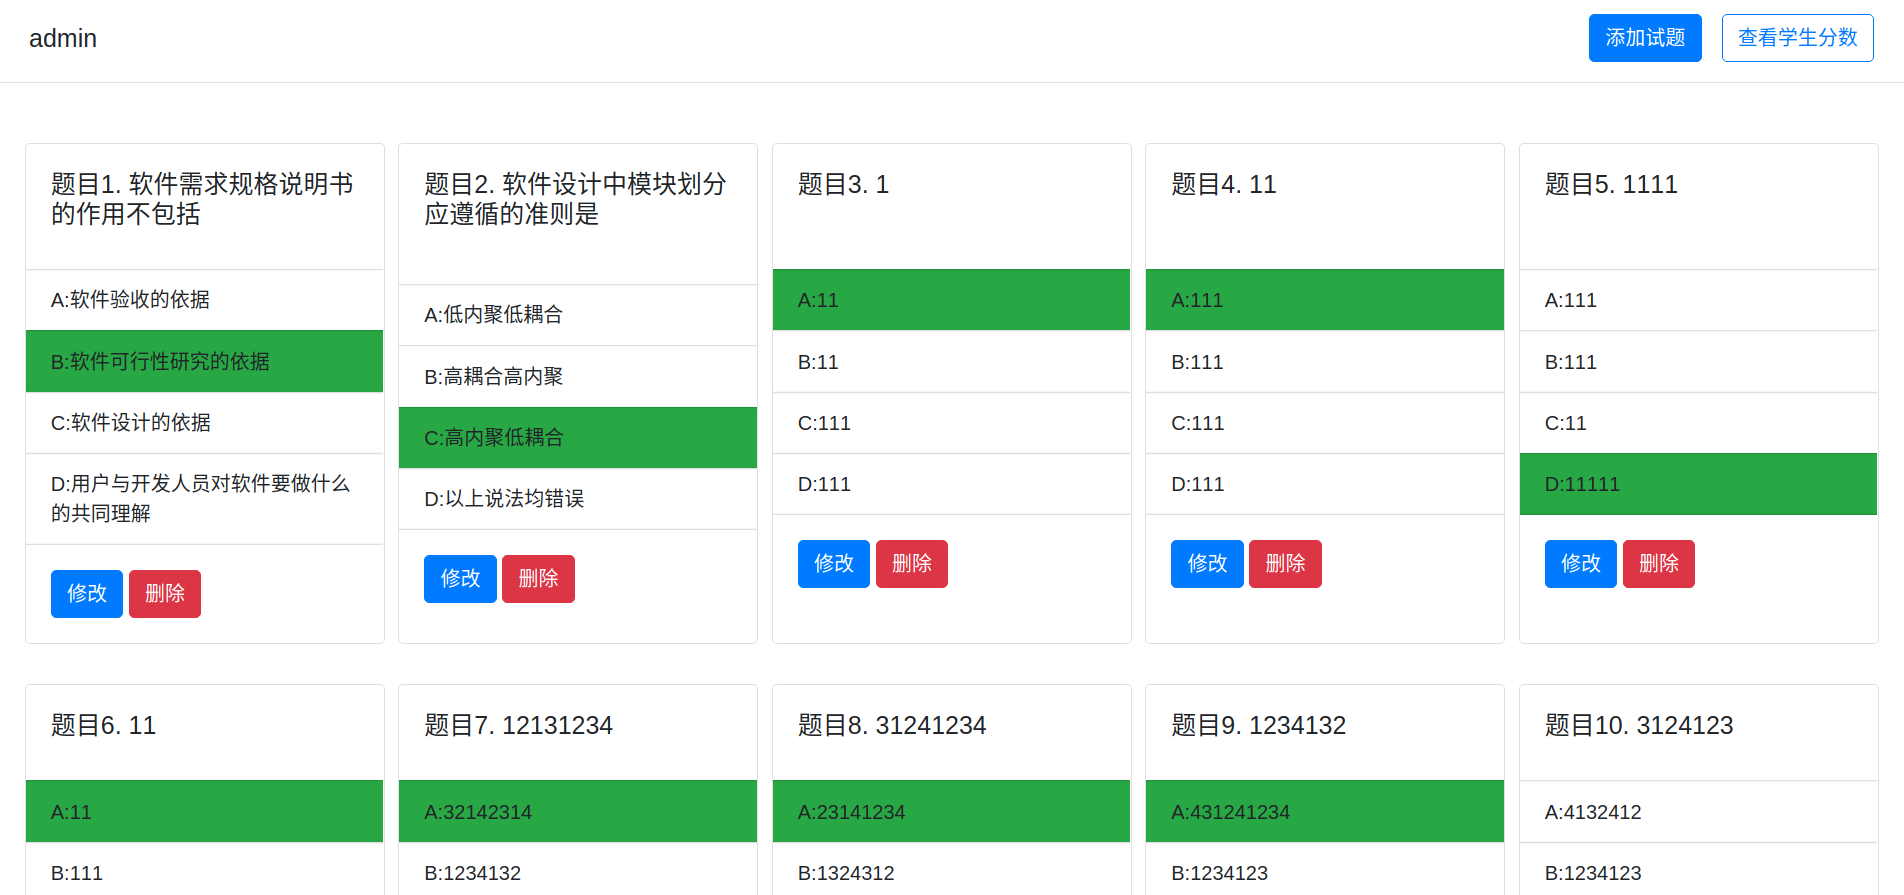 admin
添加试题
查看学生分数
题目1. 软件需求规格说明书
的作用不包括
A:软件验收的依据
B:软件可行性研究的依据
C:软件设计的依据
D:用户与开发人员对软件要做什么
的共同理解
修改
删除
题目2. 软件设计中模块划分
应遵循的准则是
A:低内聚低耦合
B:高耦合高内聚
C:高内聚低耦合
D:以上说法均错误
修改
删除
题目3. 1
A:11
B:11
C:111
D:111
修改
删除
题目4. 11
A:111
B:111
C:111
D:111
修改
删除
题目5. 1111
A:111
B:111
C:11
D:11111
修改
删除
题目6. 11
A:11
B:111
题目7. 12131234
A:32142314
B:1234132
题目8. 31241234
A:23141234
B:1324312
题目9. 1234132
A:431241234
B:1234123
题目10. 3124123
A:4132412
B:1234123